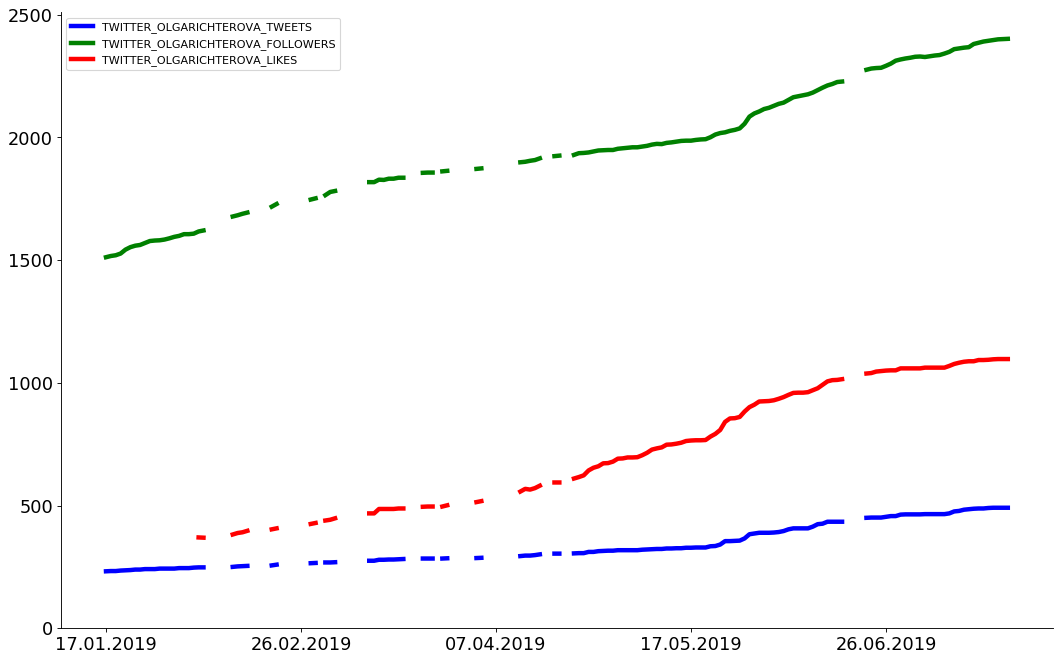 2500
TWITTER_OLGARICHTEROVA_TWEETS
TWITTER_OLGARICHTEROVA_FOLLOWERS
TWITTER_OLGARICHTEROVA_LIKES
2000
1500
1000
500
0
17.01.2019 26.02.2019 07.04.2019 17.05.2019 26.06.2019